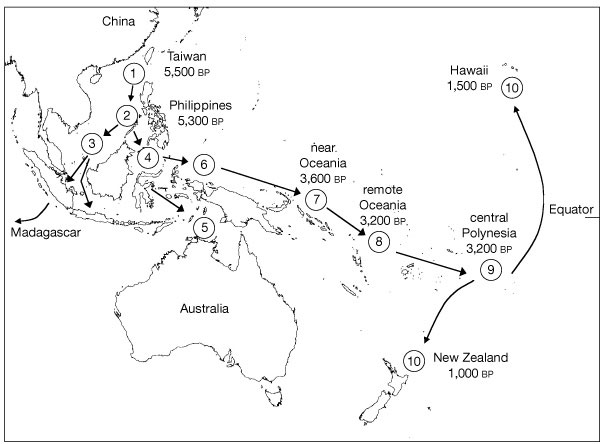 China
Taiwan
5,500 BP
1
Philippines
5,300 BP
2
3
4
6
5
Hawaii
1,500 BP
10
near
Oceania
3,600 BP
7
remote
Oceania
3,200 BP
8
central
Polynesia
3,200 BP
9
Equator
Madagascar
Australia
10
New Zealand
1,000 BP